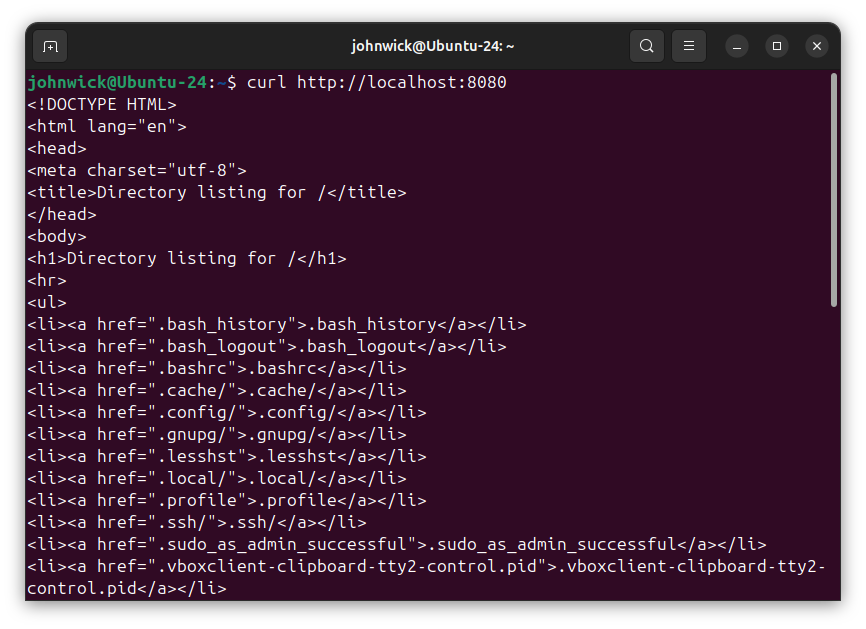 johnwick@Ubuntu-24: ~
johnwick@Ubuntu-24:~$ curl http://localhost:8080
<!DOCTYPE HTML>
<html lang="en">
<head>
<meta charset="utf-8">
<title>Directory listing for /</title>
</head>
<body>
<h1>Directory listing for /</h1>
<hr>
<ul>
<li><a href=".bash_history">.bash_history</a></li>
<li><a href=".bash_logout">.bash_logout</a></li>
<li><a href=".bashrc">.bashrc</a></li>
<li><a href=".cache/">.cache/</a></li>
<li><a href=".config/">.config/</a></li>
<li><a href=".gnupg/">.gnupg/</a></li>
<li><a href=".lesshst">.lesshst</a></li>
<li><a href=".local/">.local/</a></li>
<li><a href=".profile">.profile</a></li>
<li><a href=".ssh/">.ssh/</a></li>
<li><a href=".sudo_as_admin_successful">.sudo_as_admin_successful</a></li>
<li><a href=".vboxclient-clipboard-tty2-control.pid">.vboxclient-clipboard-tty2-
control.pid</a></li>